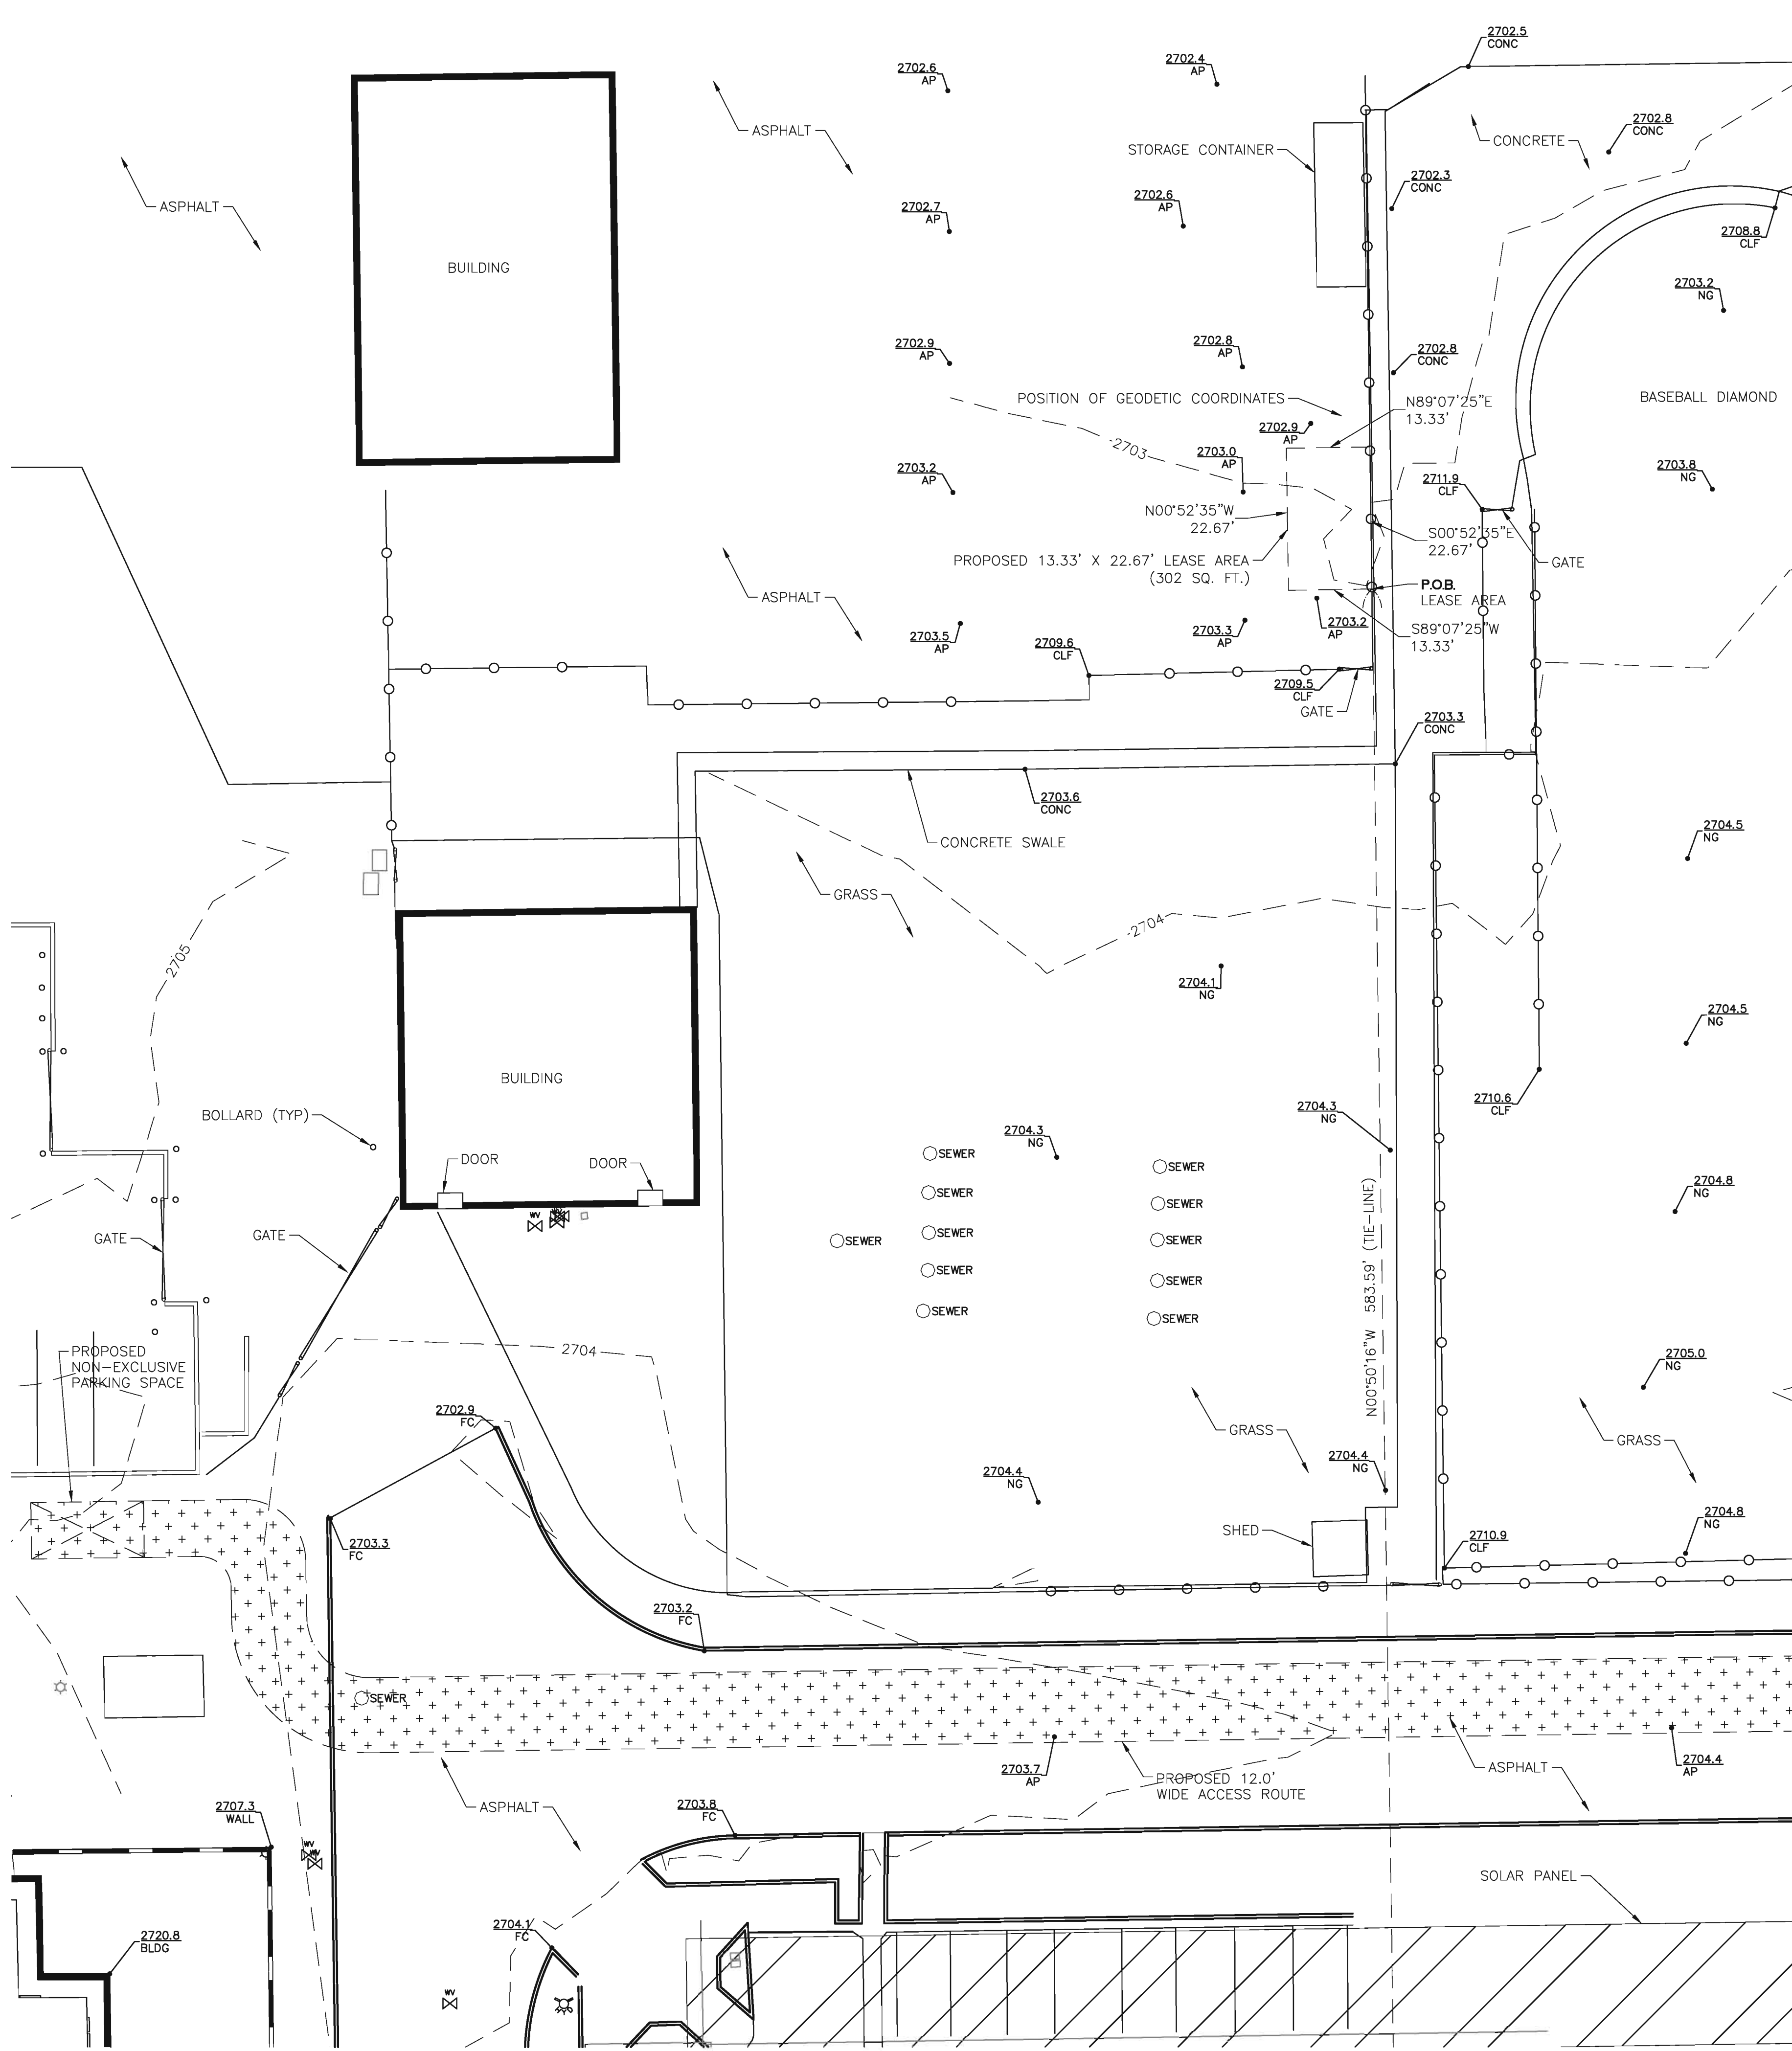 2702.5
CONC
2702.6
AP
2702.4
AP
ASPHALT
STORAGE CONTAINER
CONCRETE
2702.8
CONC
ASPHALT
2702.3
CONC
2702.7
AP
2702.6
AP
2708.8
CLF
BUILDING
2703.2
NG
2702.9
AP
2702.8
AP
2702.8
CONC
POSITION OF GEODETIC COORDINATES
N89°07'25"E
13.33'
BASEBALL DIAMOND
2702.9
AP
2703
2703.0
AP
2703.2
AP
2711.9
CLF
2703.8
NG
N00°52'35"W
22.67'
S00°52'35"E
22.67'
PROPOSED 13.33' X 22.67' LEASE AREA
(302 SQ. FT.)
GATE
P.O.B.
LEASE AREA
ASPHALT
2703.5
AP
2703.3
AP
2703.2
AP
S89°07'25"W
13.33'
2709.6
CLF
2709.5
CLF
GATE
2703.3
CONC
2703.6
CONC
CONCRETE SWALE
2704.5
NG
GRASS
2704
2705
2704.1
NG
2704.5
NG
BUILDING
BOLLARD (TYP)
2710.6
CLF
2704.3
NG
2704.3
NG
DOOR
DOOR
SEWER
SEWER
SEWER
SEWER
SEWER
SEWER
SEWER
SEWER
SEWER
SEWER
SEWER
2704.8
NG
WV
WV
GATE
GATE
N00°50'16"W 583.59' (TIE-LINE)
PROPOSED
NON-EXCLUSIVE
PARKING SPACE
2704
2705.0
NG
2702.9
FC
GRASS
GRASS
2704.4
NG
2704.4
NG
SHED
2704.8
NG
2710.9
CLF
2703.3
FC
2703.2
FC
SEWER
2703.7
AP
PROPOSED 12.0'
WIDE ACCESS ROUTE
ASPHALT
2704.4
AP
ASPHALT
2707.3
WALL
2703.8
FC
WV
WV
SOLAR PANEL
2704.1
FC
2720.8
BLDG
WV